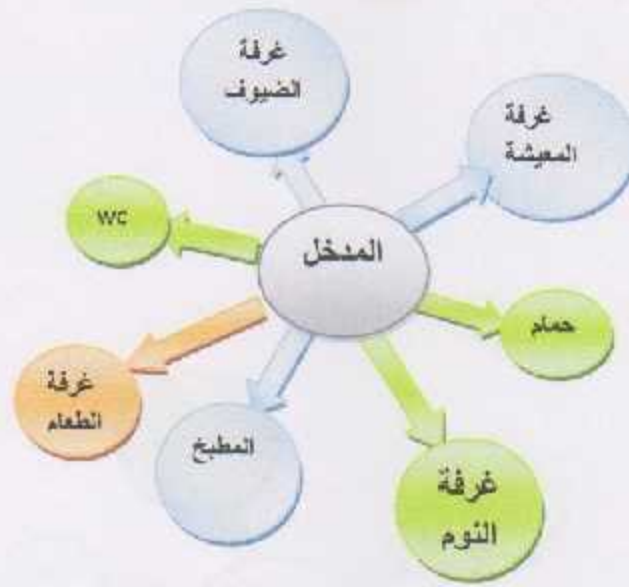 غرفة
الضيوف
غرفة
المعيشة
WC
المدخل
حمام
غرفة
الطعام
المطبخ
غرفة
النوم